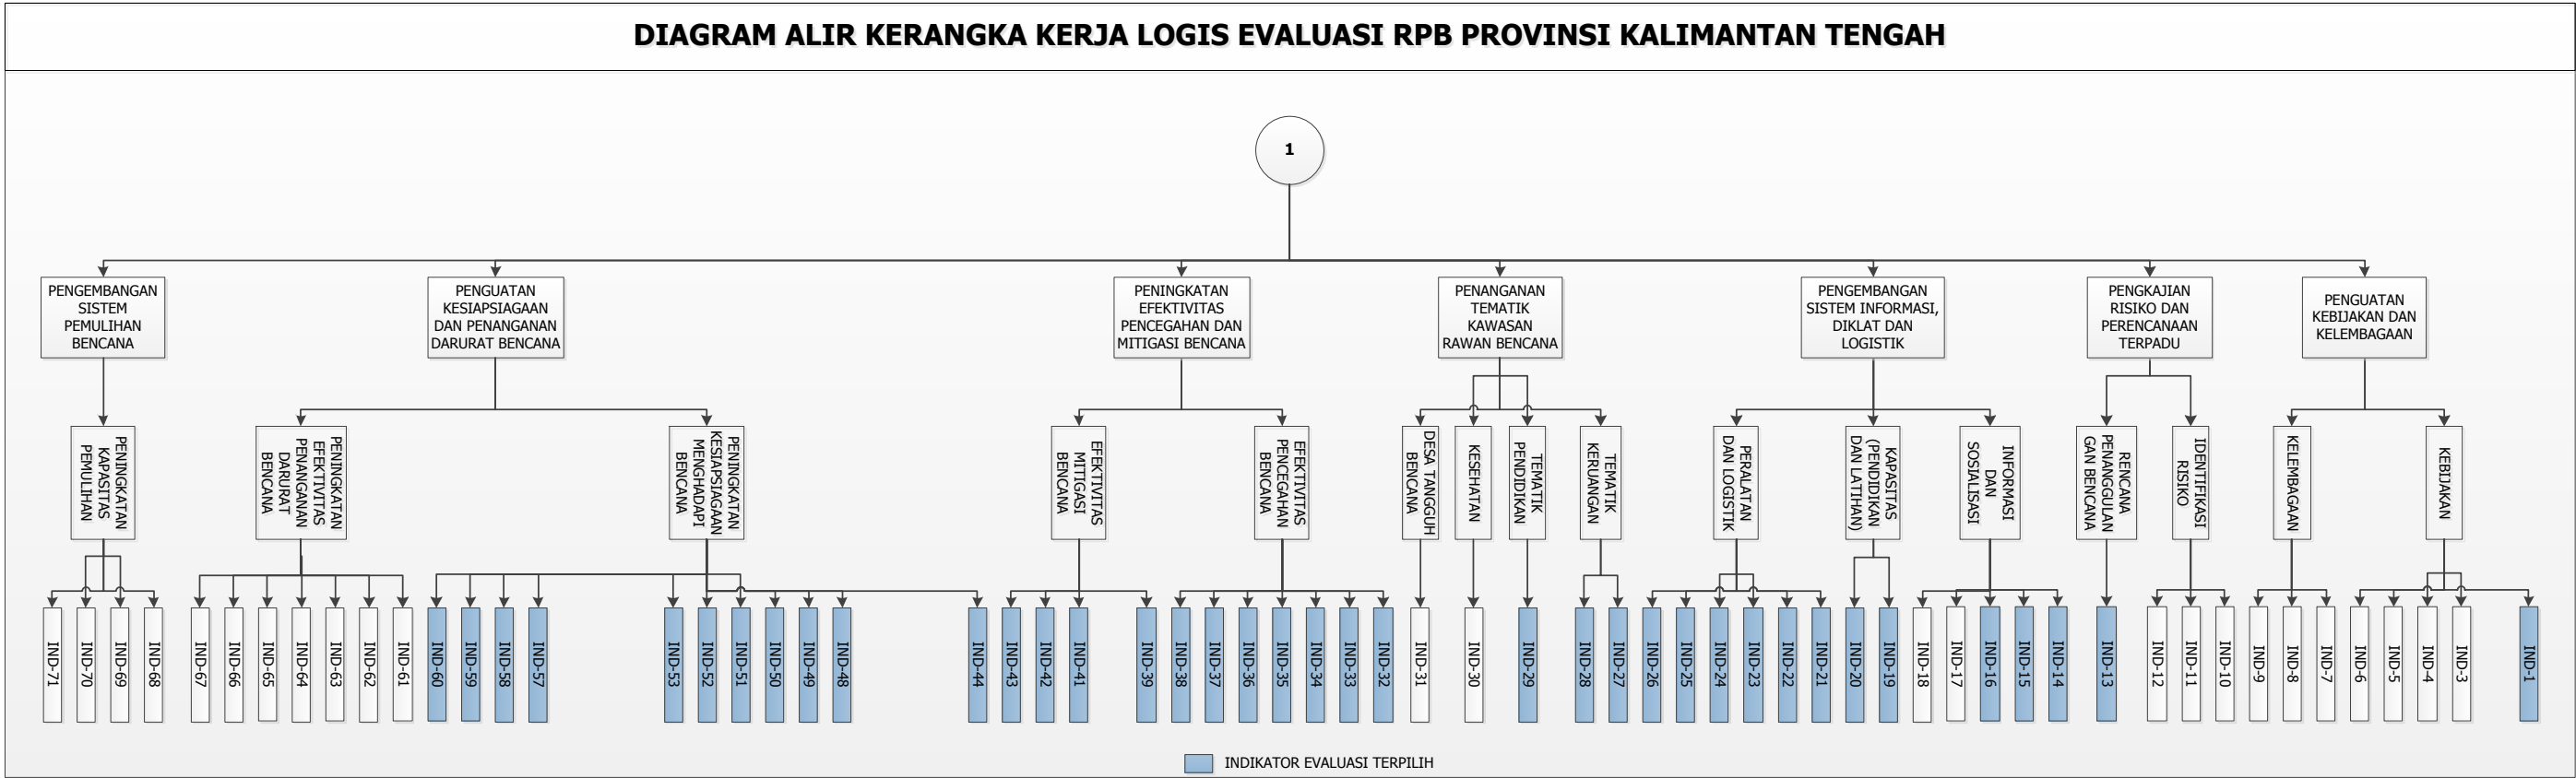 DIAGRAM ALIR KERANGKA KERJA LOGIS EVALUASI RPB PROVINSI KALIMANTAN TENGAH
1
PENGEMBANGAN
SISTEM
PEMULIHAN
BENCANA
PENGUATAN
KESIAPSIAGAAN
DAN PENANGANAN
DARURAT BENCANA
PENINGKATAN
EFEKTIVITAS
PENCEGAHAN DAN
MITIGASI BENCANA
PENANGANAN
TEMATIK
KAWASAN
RAWAN BENCANA
PENGEMBANGAN
SISTEM INFORMASI,
DIKLAT DAN
LOGISTIK
PENGKAJIAN
RISIKO DAN
PERENCANAAN
TERPADU
PENGUATAN
KEBIJAKAN DAN
KELEMBAGAAN
PENINGKATAN
KAPASITAS
PEMULIHAN
PENINGKATAN
EFEKTIVITAS
PENANGANAN
DARURAT
BENCANA
PENINGKATAN
KESIAPSIAGAAN
MENGHADAPI
BENCANA
EFEKTIVITAS
MITIGASI
BENCANA
EFEKTIVITAS
PENCEGAHAN
BENCANA
DESA TANGGUH
BENCANA
KESEHATAN
TEMATIK
PENDIDIKAN
TEMATIK
KERUANGAN
PERALATAN
DAN LOGISTIK
KAPASITAS
(PENDIDIKAN
DAN LATIHAN)
INFORMASI
DAN
SOSIALISASI
RENCANA
PENANGGULAN
GAN BENCANA
IDENTIFIKASI
RISIKO
KELEMBAGAAN
KEBIJAKAN
IND-71
IND-70
IND-69
IND-68
IND-67
IND-66
IND-65
IND-64
IND-63
IND-62
IND-61
IND-60
IND-59
IND-58
IND-57
IND-53
IND-52
IND-51
IND-50
IND-49
IND-48
IND-44
IND-43
IND-42
IND-41
IND-39
IND-38
IND-37
IND-36
IND-35
IND-34
IND-33
IND-32
IND-31
IND-30
IND-29
IND-28
IND-27
IND-26
IND-25
IND-24
IND-23
IND-22
IND-21
IND-20
IND-19
IND-18
IND-17
IND-16
IND-15
IND-14
IND-13
IND-12
IND-11
IND-10
IND-9
IND-8
IND-7
IND-6
IND-5
IND-4
IND-3
IND-1
INDIKATOR EVALUASI TERPILIH